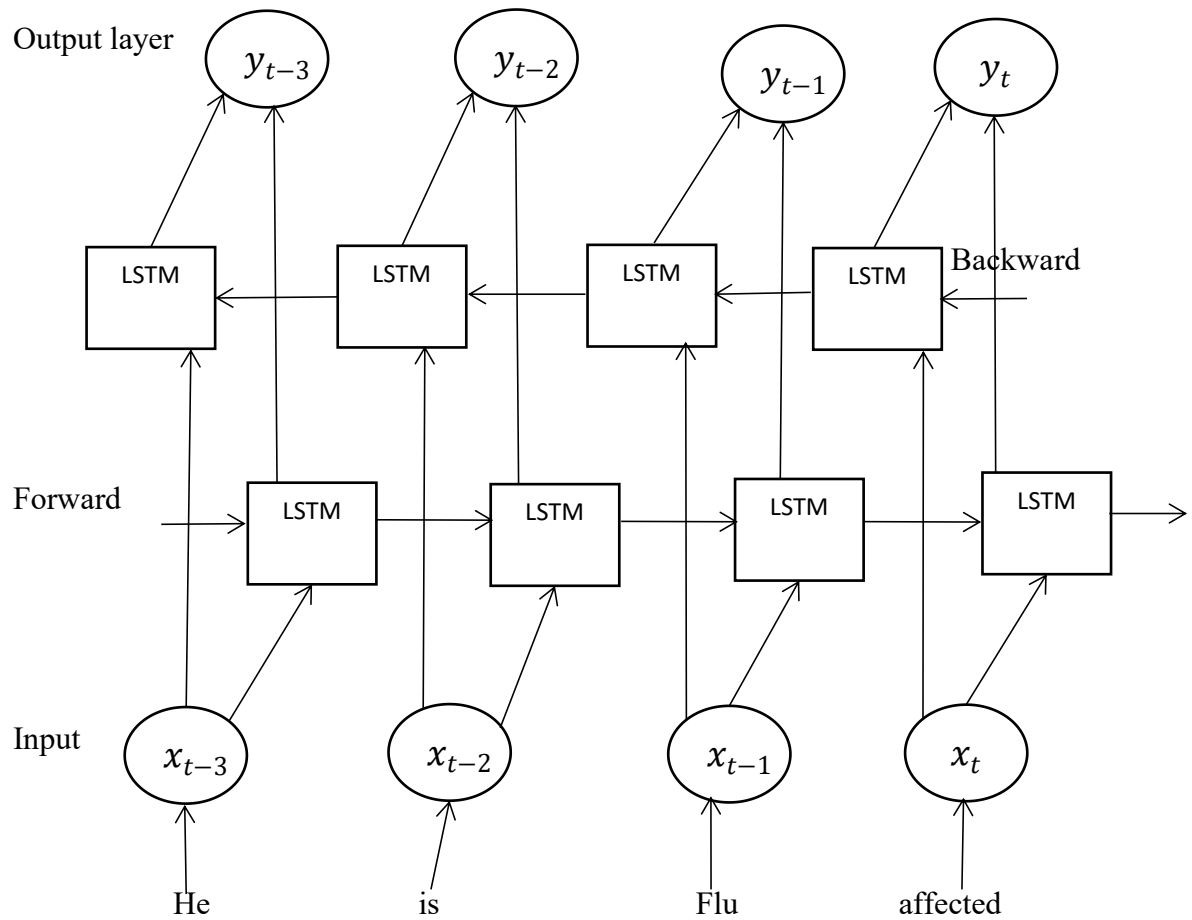 Output layer
y_{t−3} y_{t−2} y_{t−1} y_t
LSTM LSTM LSTM LSTM Backward
Forward LSTM LSTM LSTM LSTM
Input x_{t−3} x_{t−2} x_{t−1} x_t
He is Flu affected